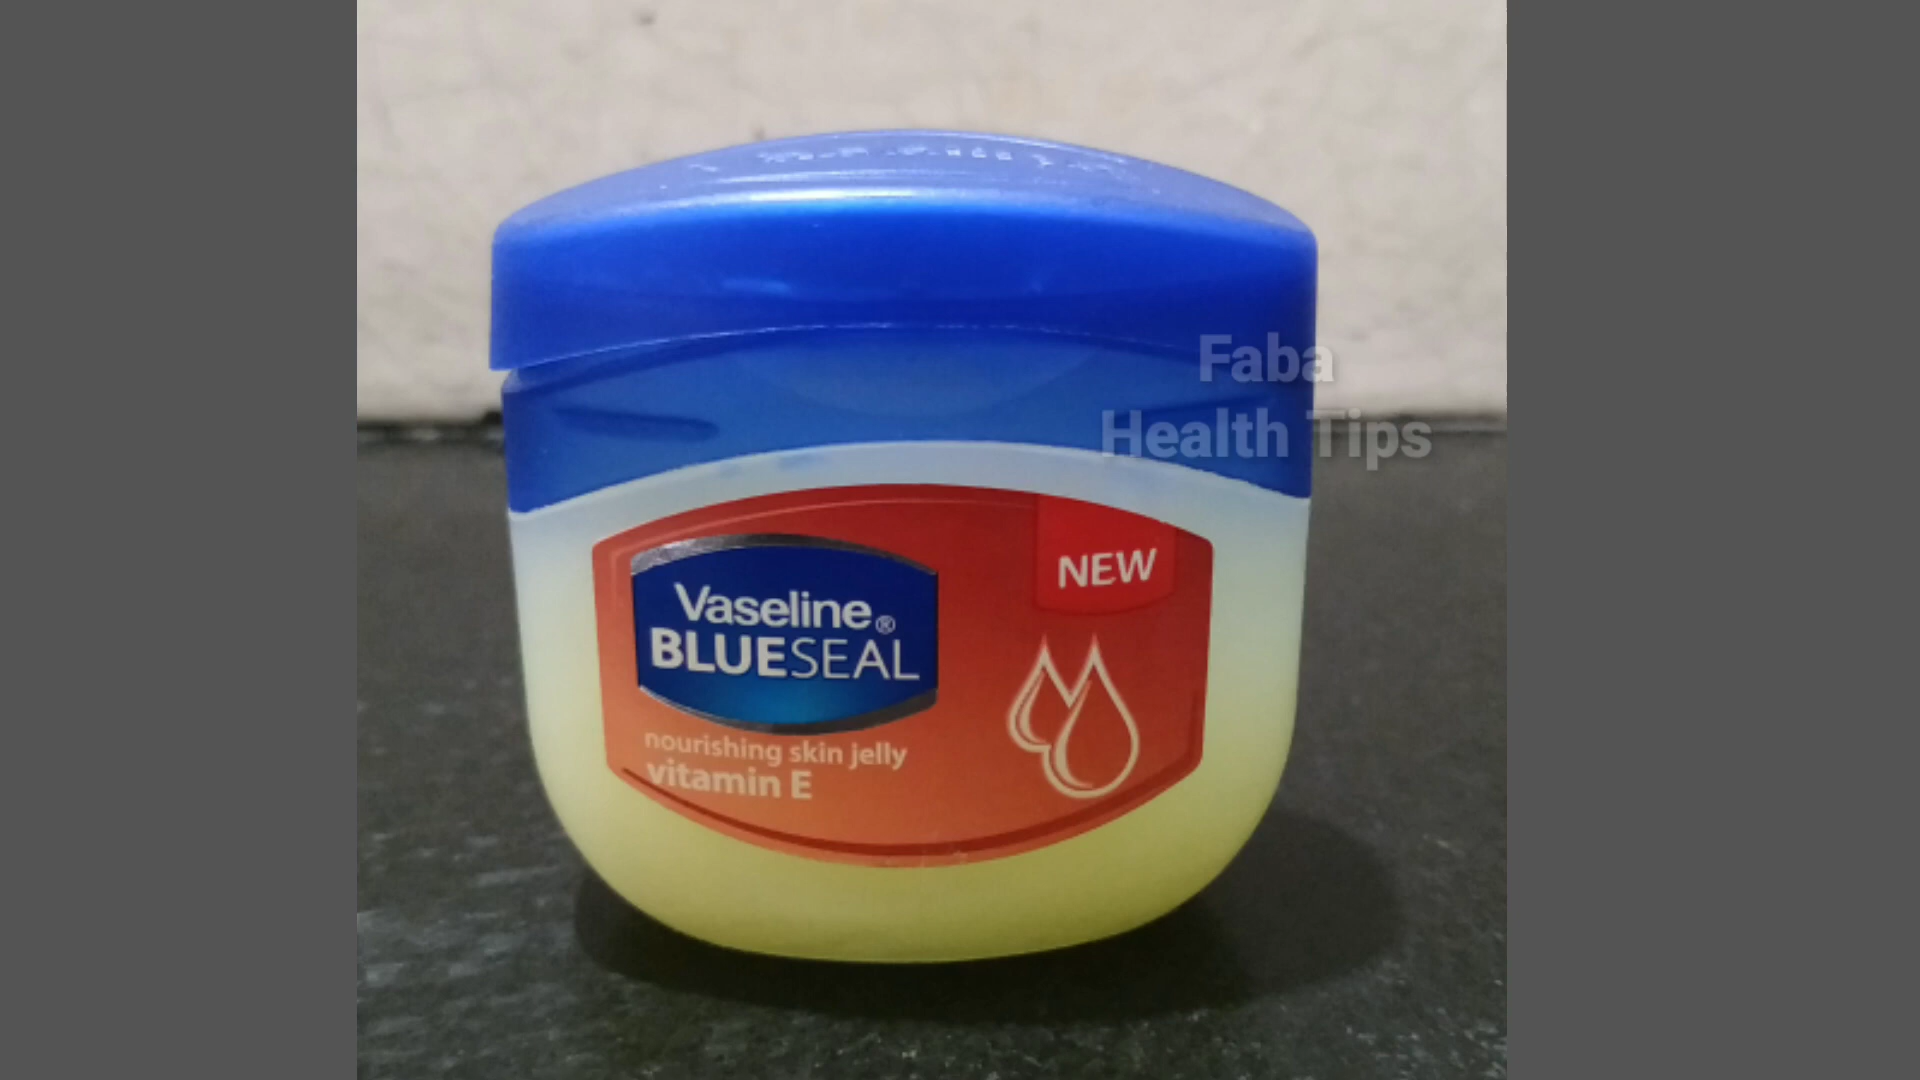 Faba
Health Tips
NEW
Vaseline®
BLUESEAL
nourishing skin jelly
vitamin E